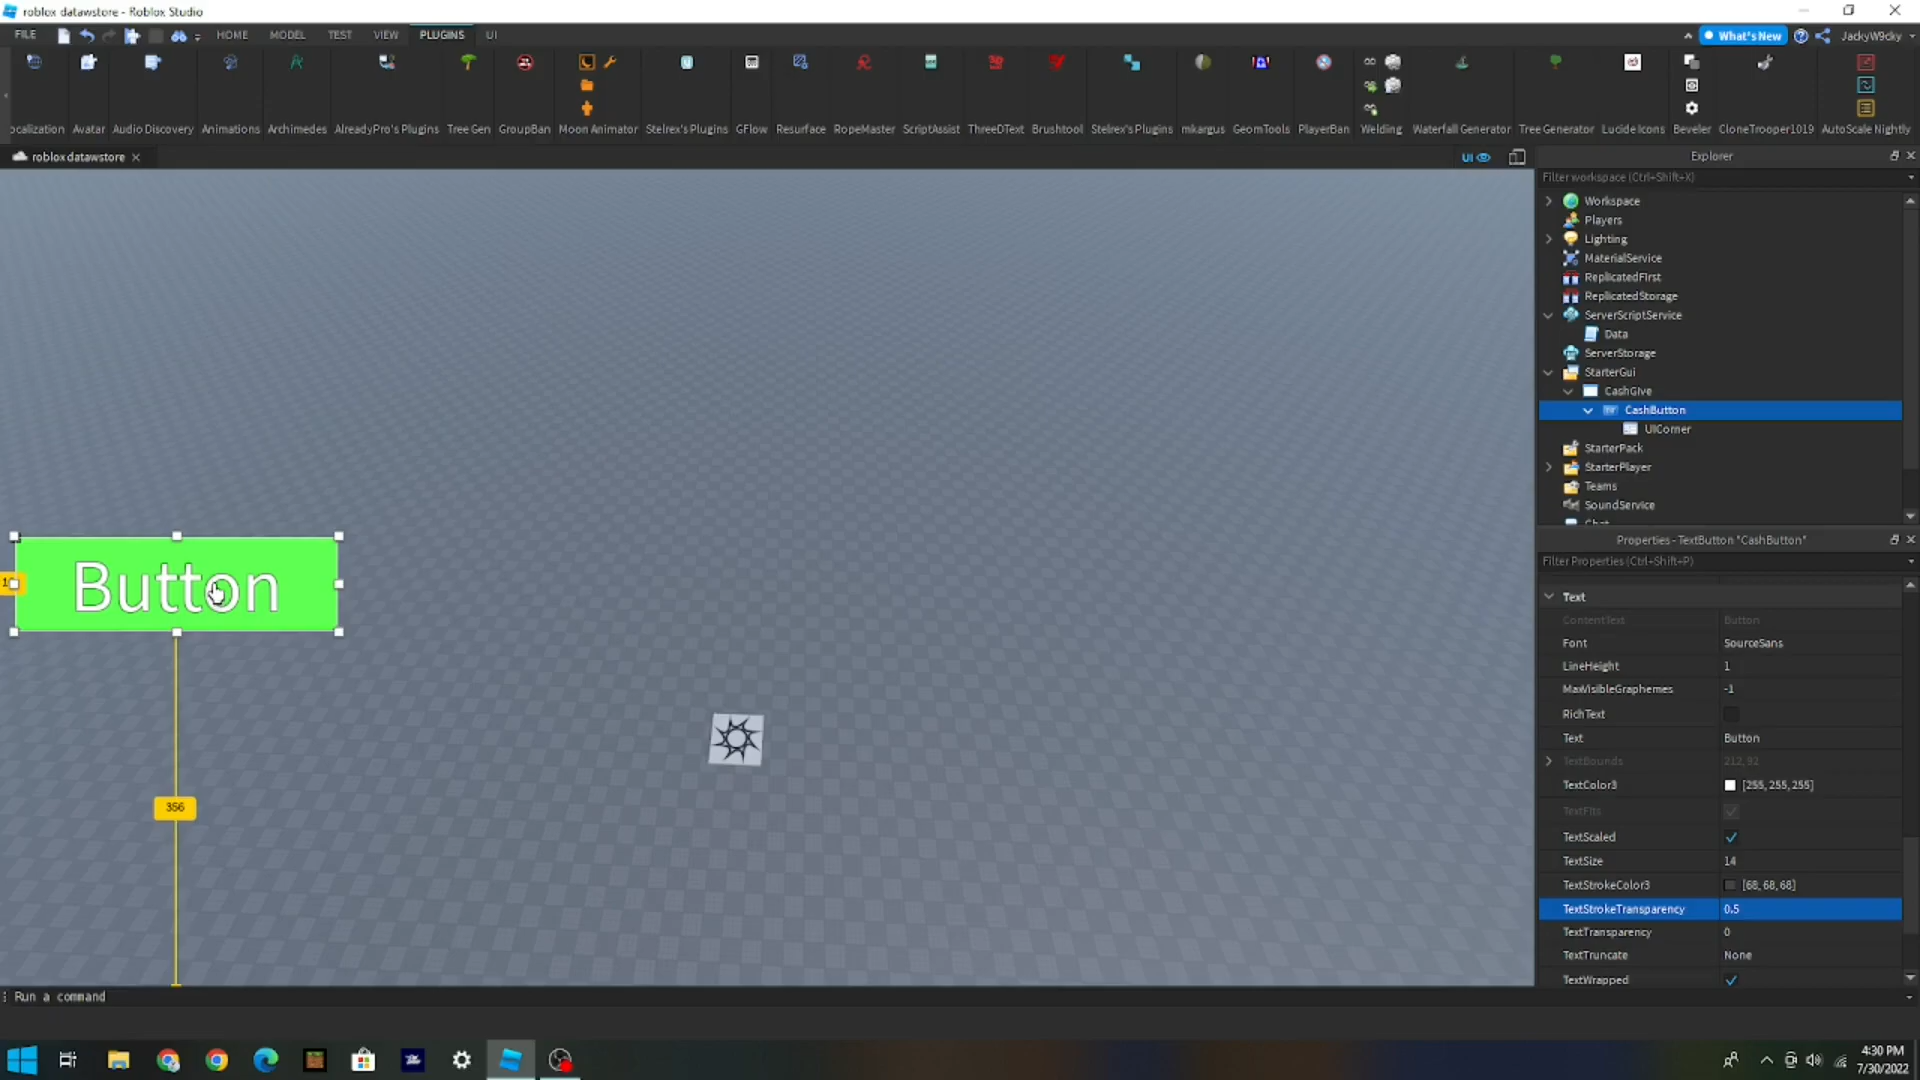 roblox datawstore - Roblox Studio
FILE HOME MODEL TEST VIEW PLUGINS UI What's New JackyW9cky
ocalization Avatar Audio Discovery Animations Archimedes AlreadyPro's Plugins Tree Gen GroupBan Moon Animator Stelrex's Plugins GFlow Resurface RopeMaster ScriptAssist ThreeDText Brushtool Stelrex's Plugins mkargus GeomTools PlayerBan Welding Waterfall Generator Tree Generator Lucide Icons Beveler CloneTrooper1019 AutoScale Nightly
roblox datawstore
UI
Explorer
Filter workspace (Ctrl+Shift+X)
Workspace
Players
Lighting
MaterialService
ReplicatedFirst
ReplicatedStorage
ServerScriptService
Data
ServerStorage
StarterGui
CashGive
CashButton
UICorner
StarterPack
StarterPlayer
Teams
SoundService
Chat
Button
356
Properties - TextButton "CashButton"
Filter Properties (Ctrl+Shift+P)
Text
ContentText Button
Font SourceSans
LineHeight 1
MaxVisibleGraphemes -1
RichText
Text Button
TextBounds 212, 92
TextColor3 [255, 255, 255]
TextFits
TextScaled
TextSize 14
TextStrokeColor3 [68, 68, 68]
TextStrokeTransparency 0.5
TextTransparency 0
TextTruncate None
TextWrapped
Run a command
4:30 PM
7/30/2022